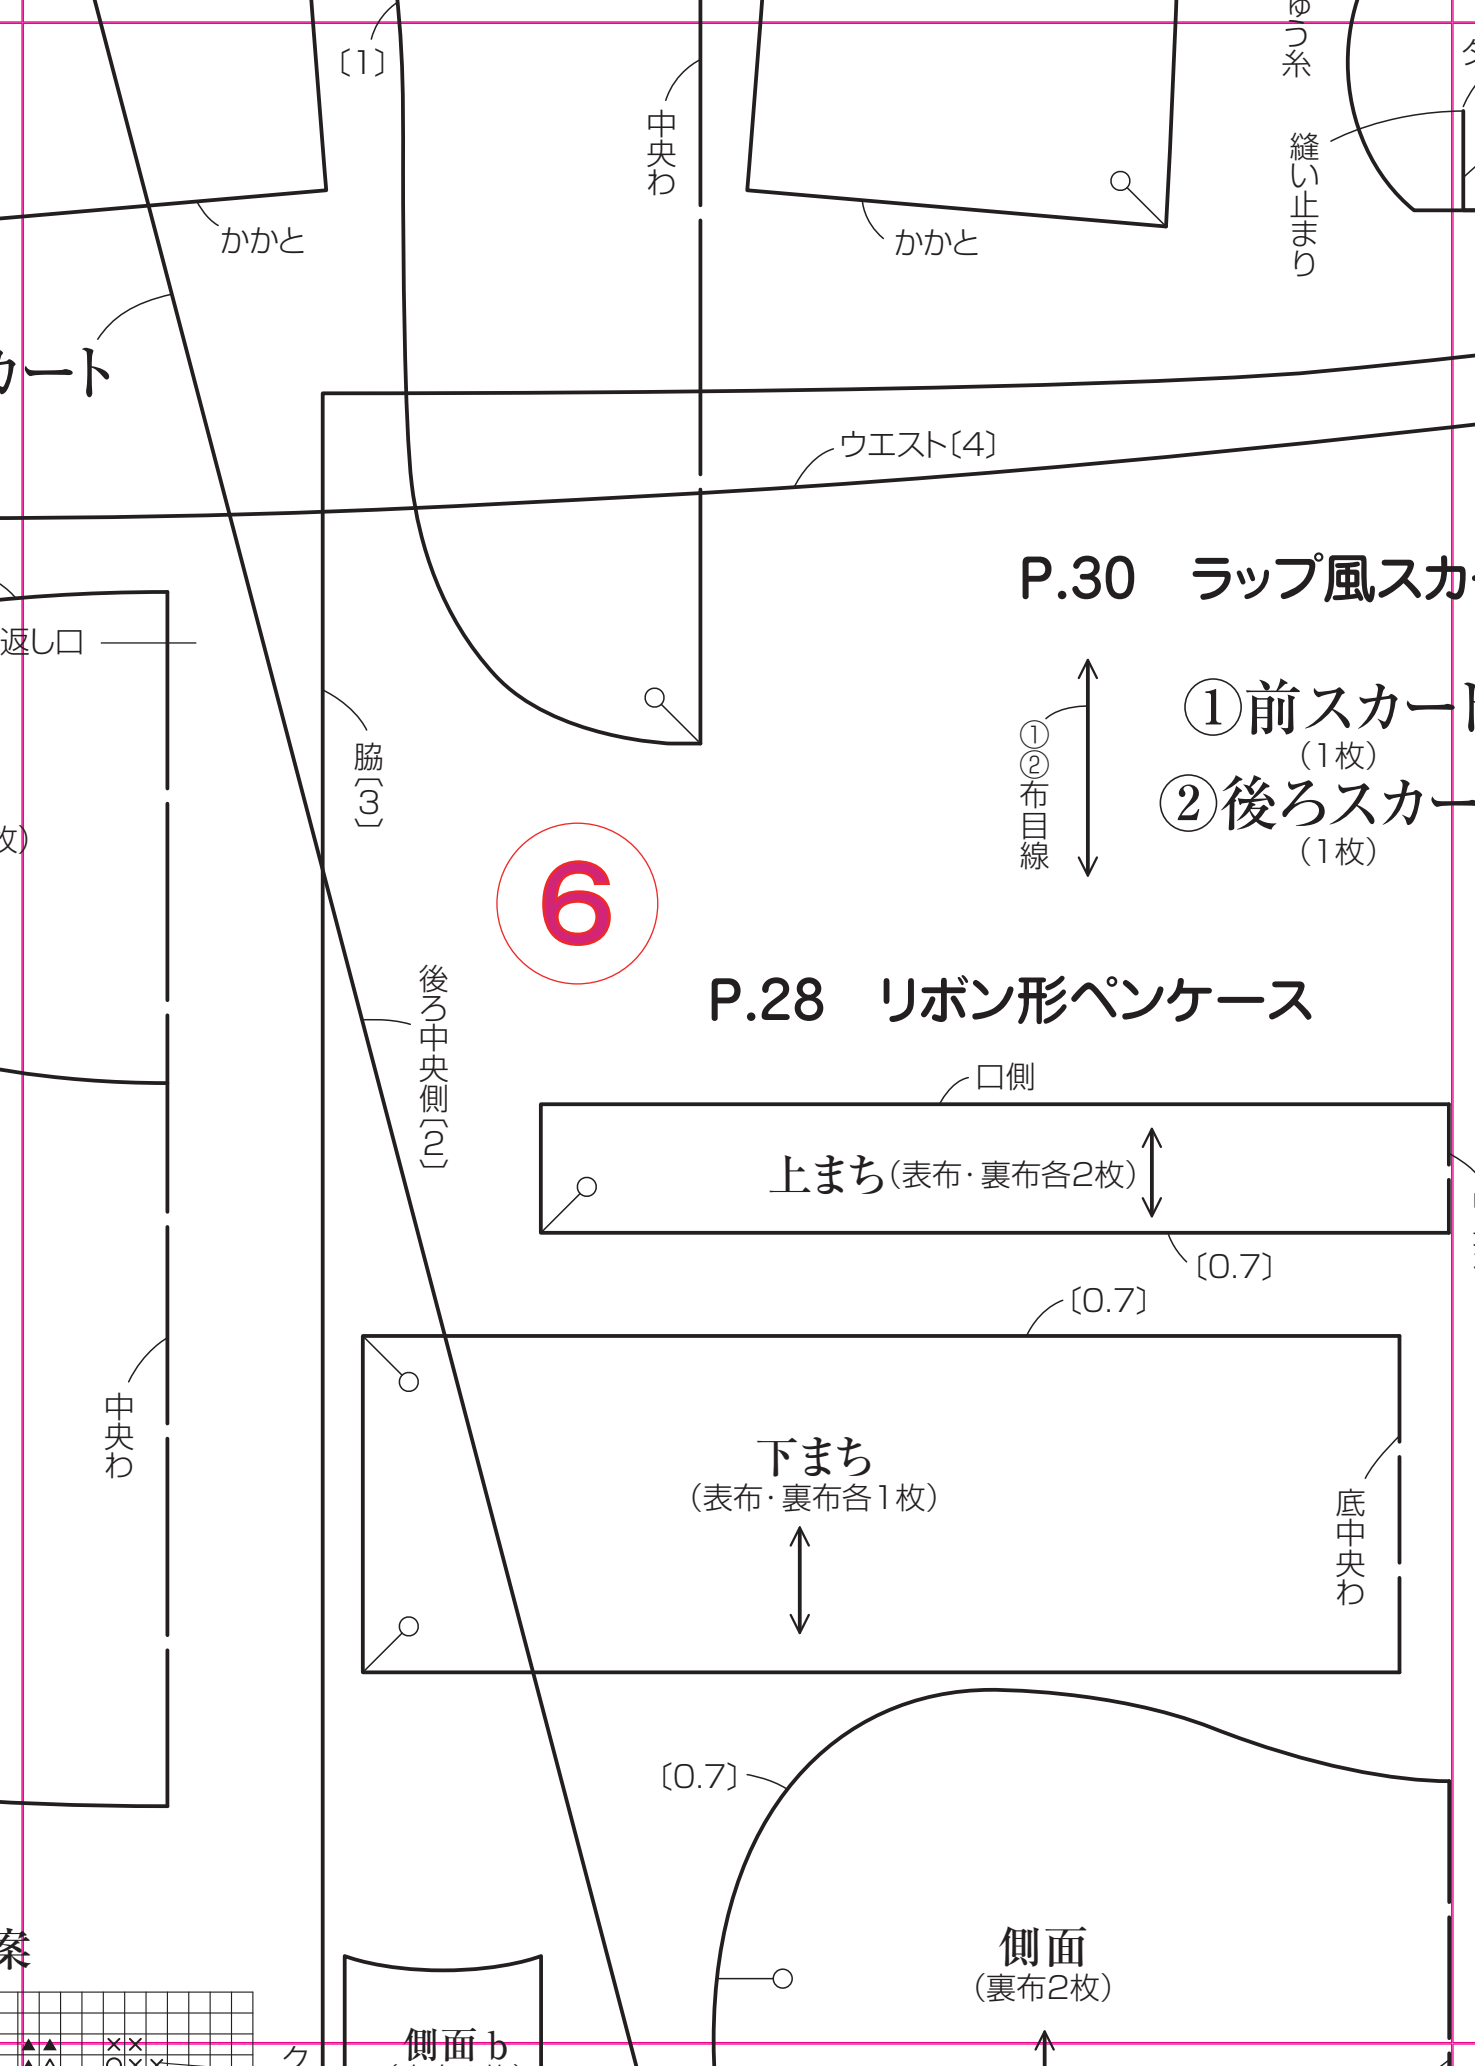 〔1〕
中央わ
ゅう糸
縫い止まり
かかと
かかと
カート
ウエスト〔4〕
P.30 ラップ風スカー
返し口
①②布目線
①前スカート
(1枚)
②後ろスカー
(1枚)
脇〔3〕
枚)
6
後ろ中央側〔2〕
P.28 リボン形ペンケース
口側
上まち(表布・裏布各2枚)
〔0.7〕
〔0.7〕
中央わ
下まち
(表布・裏布各1枚)
底中央わ
〔0.7〕
案
側面
(裏布2枚)
側面 b
ク